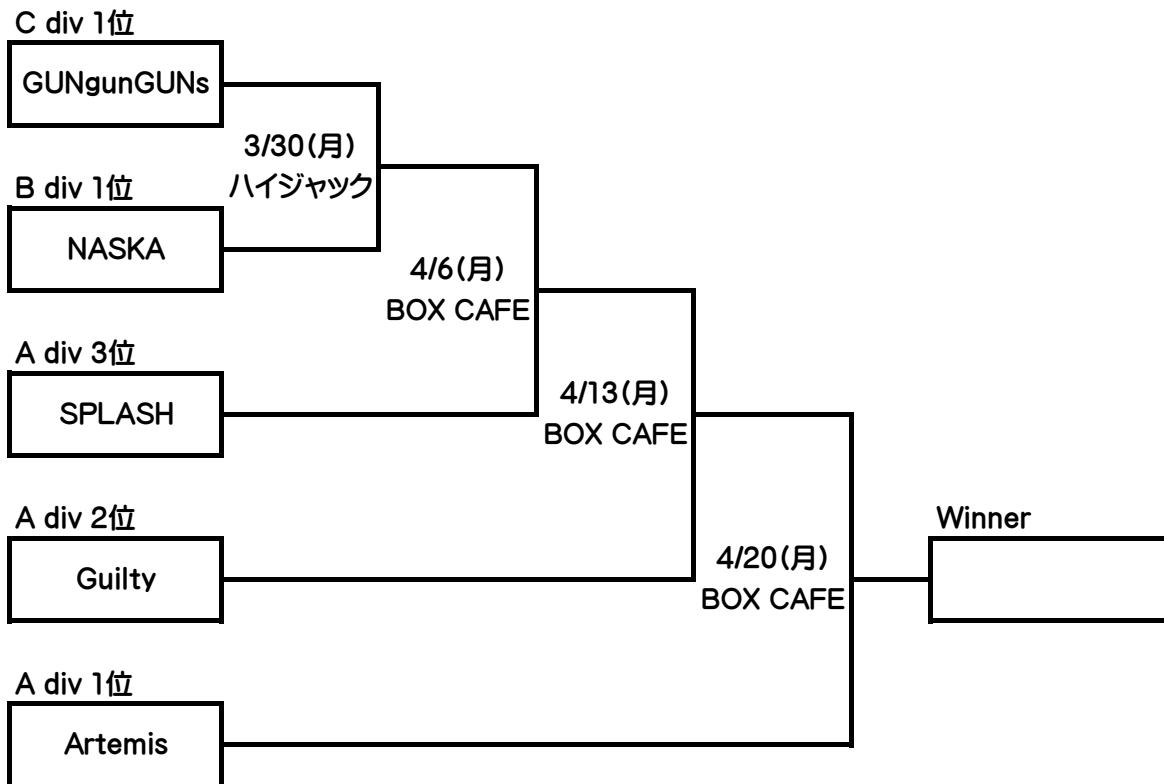 C div 1位
GUNgunGUNs
3/30(月)
ハイジャック
B div 1位
NASKA
4/6(月)
BOX CAFE
A div 3位
SPLASH
4/13(月)
BOX CAFE
A div 2位
Guilty
4/20(月)
BOX CAFE
Winner
A div 1位
Artemis